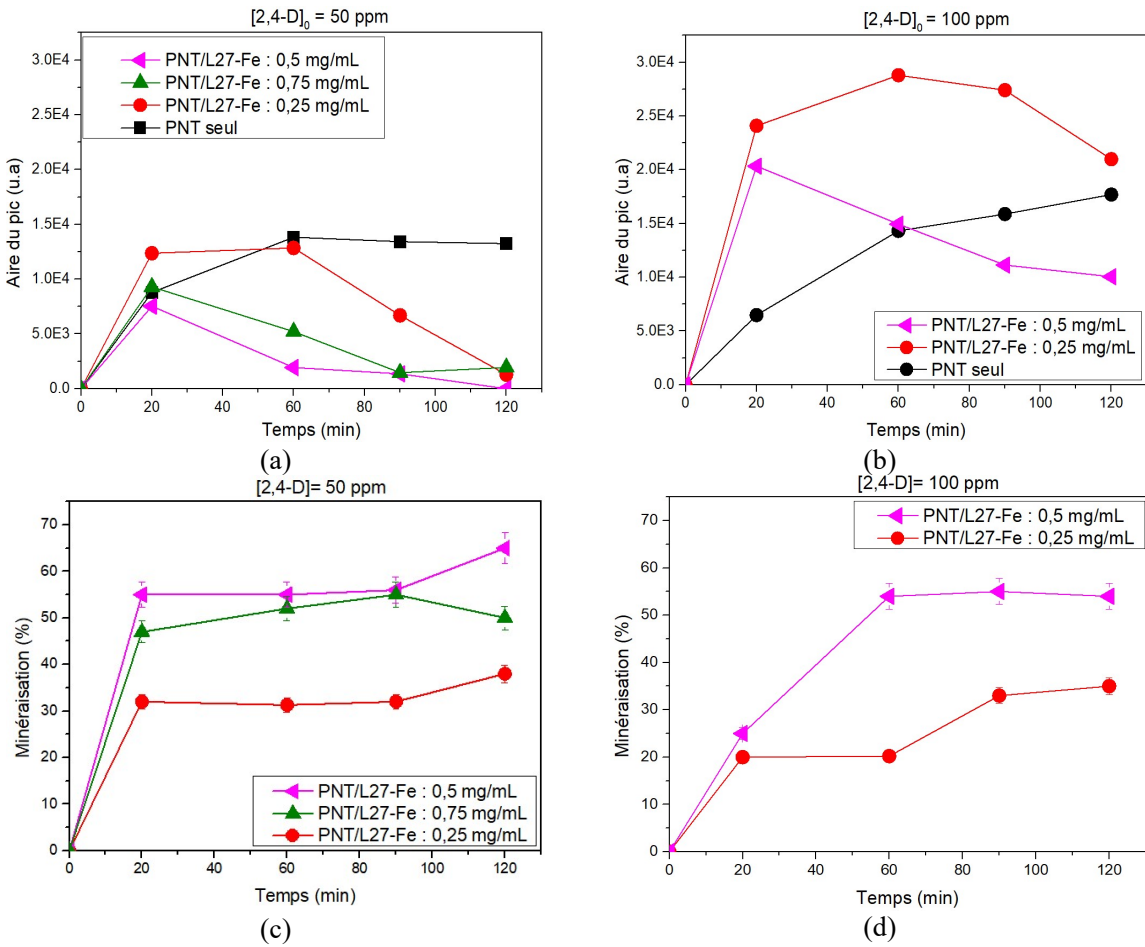 [2,4-D]₀ = 50 ppm
3.0E4
2.5E4
2.0E4
1.5E4
1.0E4
5.0E3
0.0
Aire du pic (u.a)
PNT/L27-Fe : 0,5 mg/mL
PNT/L27-Fe : 0,75 mg/mL
PNT/L27-Fe : 0,25 mg/mL
PNT seul
0 20 40 60 80 100 120
Temps (min)
(a)
[2,4-D]₀ = 100 ppm
3.0E4
2.5E4
2.0E4
1.5E4
1.0E4
5.0E3
0.0
Aire du pic (u.a)
PNT/L27-Fe : 0,5 mg/mL
PNT/L27-Fe : 0,25 mg/mL
PNT seul
0 20 40 60 80 100 120
Temps (min)
(b)
[2,4-D]= 50 ppm
70
60
50
40
30
20
10
0
Minéraisation (%)
PNT/L27-Fe : 0,5 mg/mL
PNT/L27-Fe : 0,75 mg/mL
PNT/L27-Fe : 0,25 mg/mL
0 20 40 60 80 100 120
Temps (min)
(c)
[2,4-D]= 100 ppm
70
60
50
40
30
20
10
0
Minéraisation (%)
PNT/L27-Fe : 0,5 mg/mL
PNT/L27-Fe : 0,25 mg/mL
0 20 40 60 80 100 120
Temps (min)
(d)